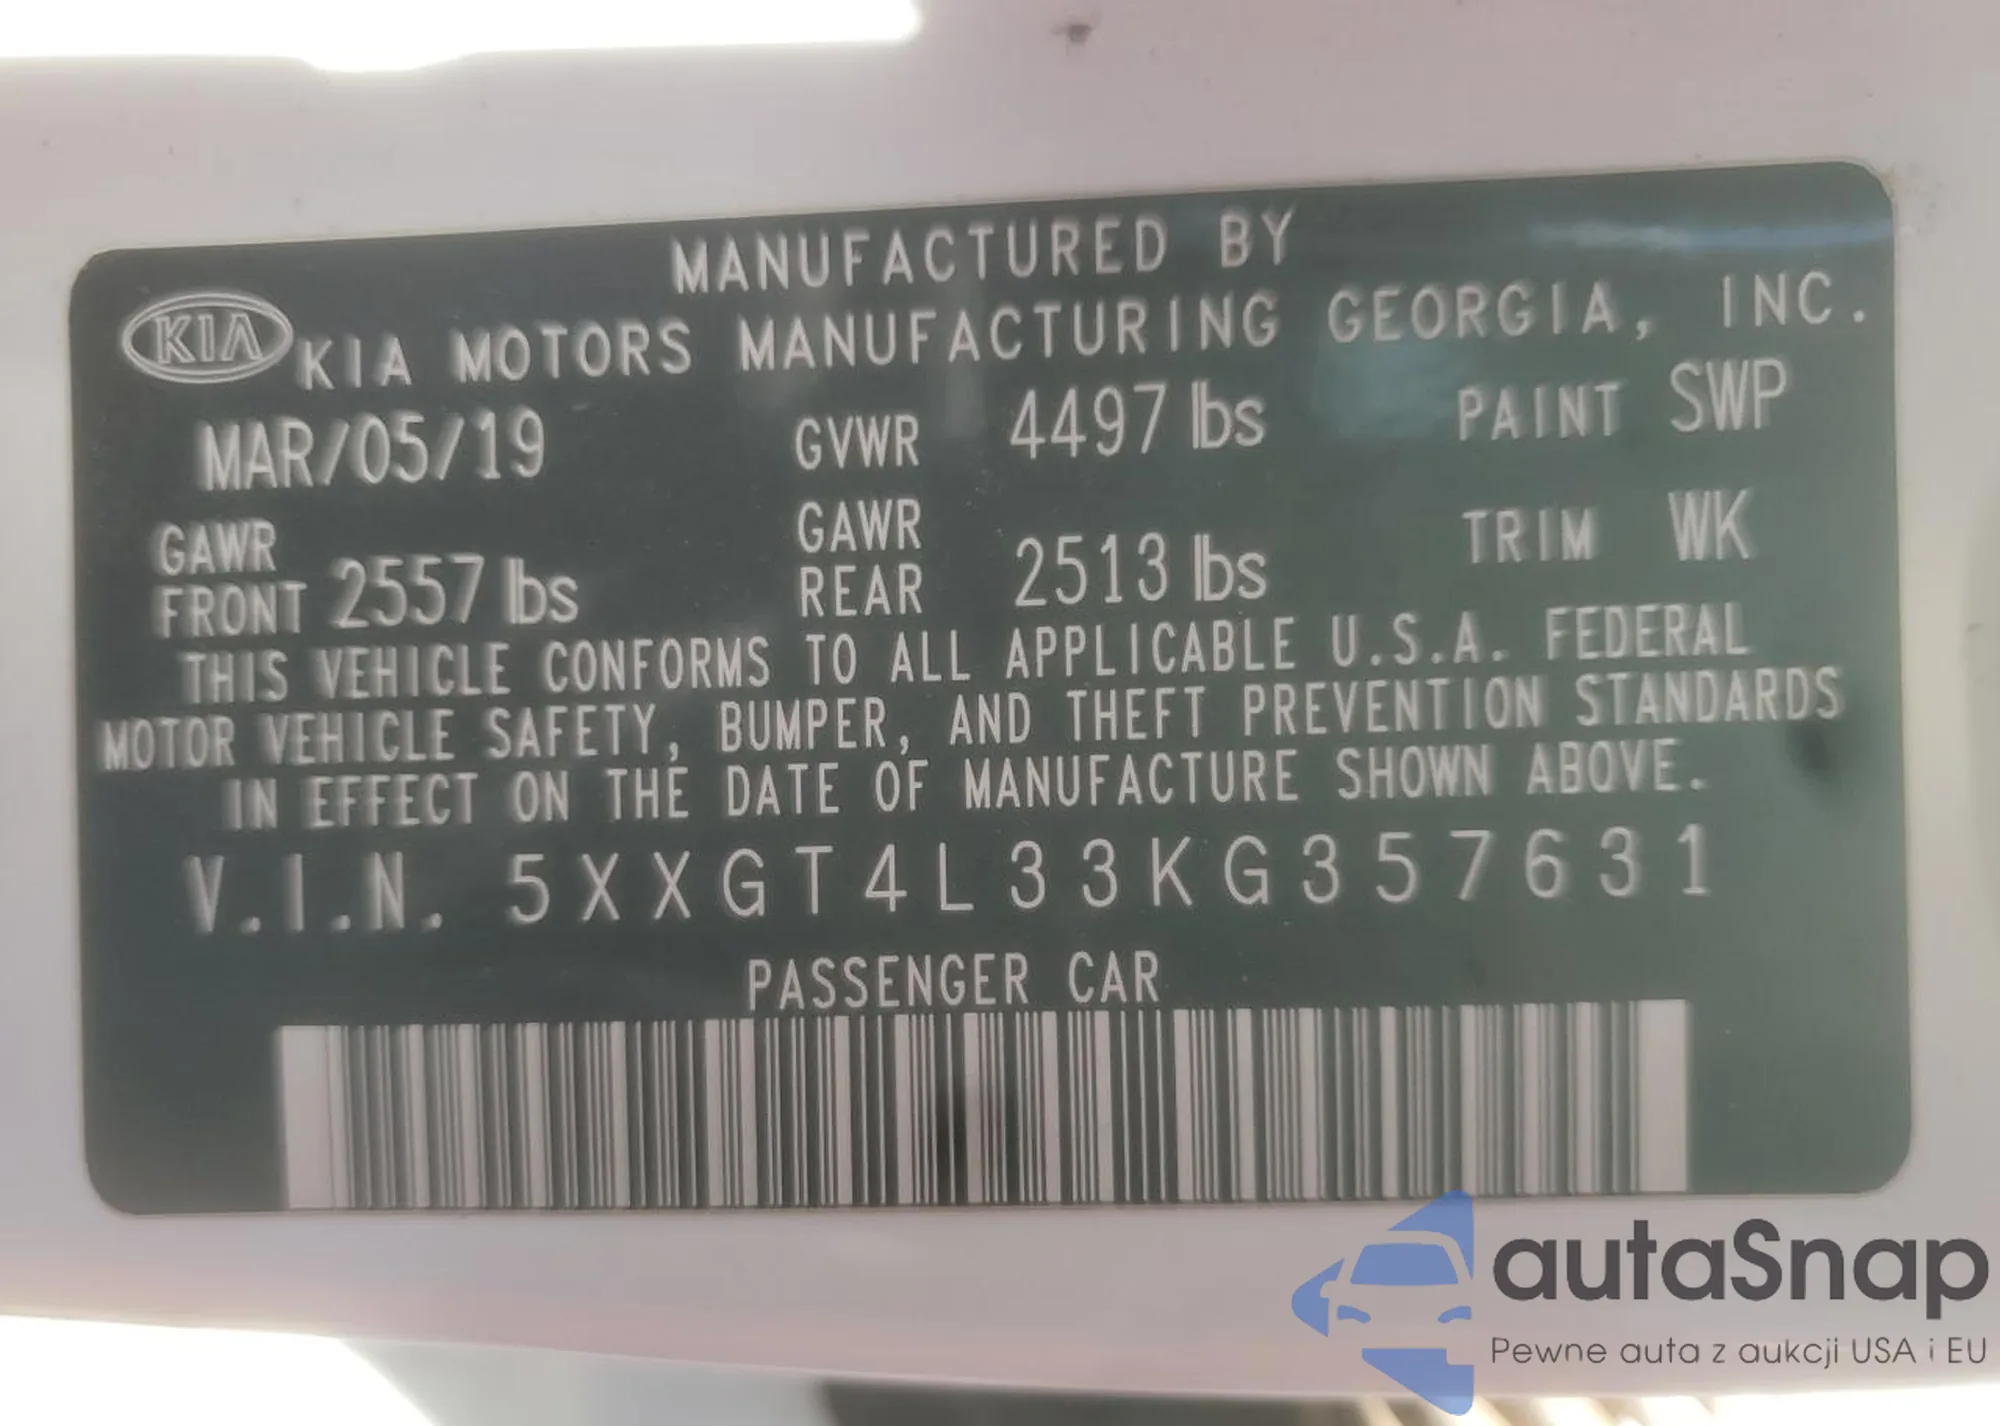 MANUFACTURED BY
KIA KIA MOTORS MANUFACTURING GEORGIA, INC.
MAR/05/19 GVWR 4497 lbs PAINT SWP
GAWR FRONT 2557 lbs GAWR REAR 2513 lbs TRIM WK
THIS VEHICLE CONFORMS TO ALL APPLICABLE U.S.A. FEDERAL
MOTOR VEHICLE SAFETY, BUMPER, AND THEFT PREVENTION STANDARDS
IN EFFECT ON THE DATE OF MANUFACTURE SHOWN ABOVE.
V.I.N. 5XXGT4L33KG357631
PASSENGER CAR
autaSnap
Pewne auta z aukcji USA i EU